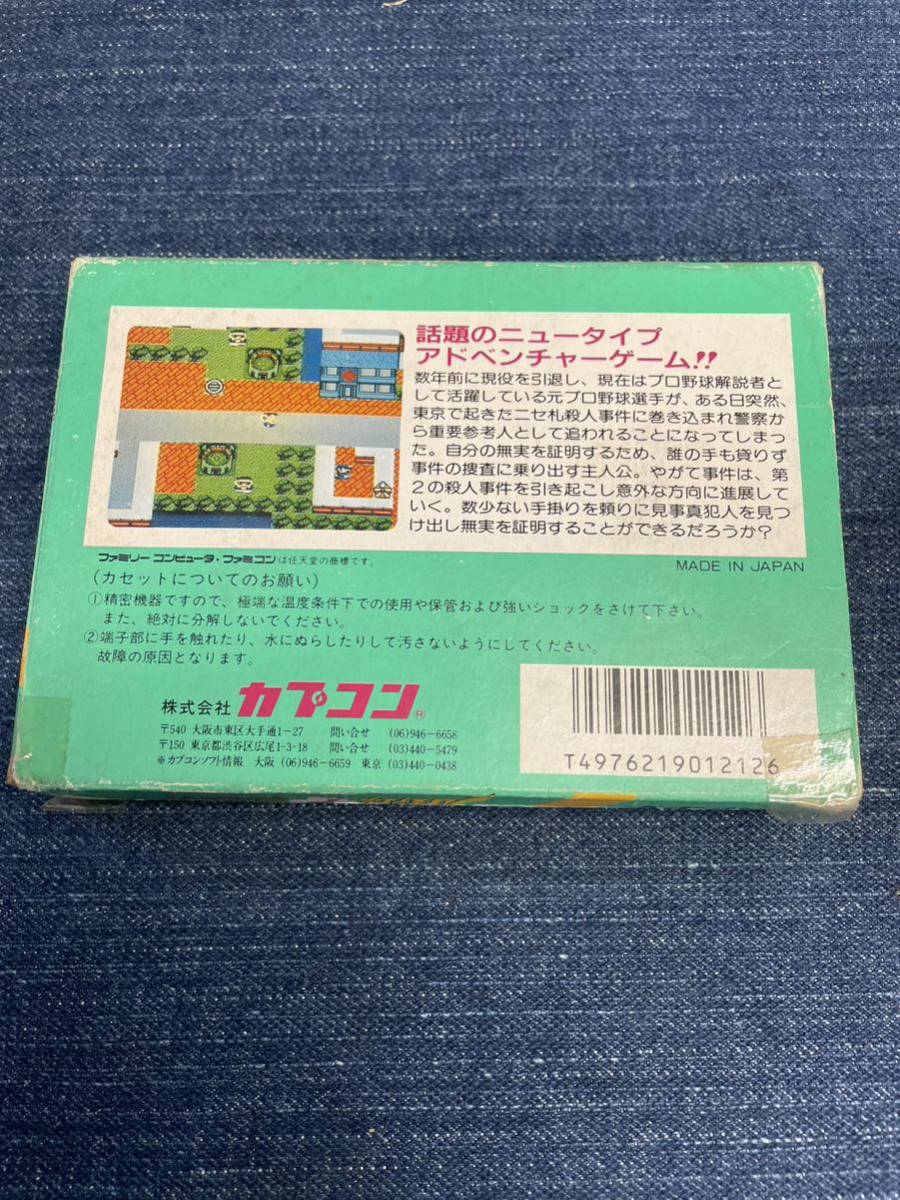 話題のニュータイプ
アドベンチャーゲーム!!
数年前に現役を引退し、現在はプロ野球解説者と
して活躍している元プロ野球選手が、ある日突然、
東京で起きたニセ札殺人事件に巻き込まれ警察か
ら重要参考人として追われることになってしまっ
た。自分の無実を証明するため、誰の手も貸りず
事件の捜査に乗り出す主人公。やがて事件は、第
2の殺人事件を引き起こし意外な方向に進展して
いく。数少ない手掛りを頼りに見事真犯人を見つ
け出し無実を証明することができるだろうか?
ファミリー コンピュータ・ファミコンは任天堂の商標です。
MADE IN JAPAN
(カセットについてのお願い)
①精密機器ですので、極端な温度条件下での使用や保管および強いショックをさけて下さい。
また、絶対に分解しないでください。
②端子部に手を触れたり、水にぬらしたりして汚さないようにしてください。
故障の原因となります。
株式会社 カプコン®
〒540 大阪市東区大手通1-27 問い合せ (06)946-6658
〒150 東京都渋谷区広尾1-3-18 問い合せ (03)440-5479
※カプコンソフト情報 大阪 (06)946-6659 東京 (03)440-0438
T4976219012126